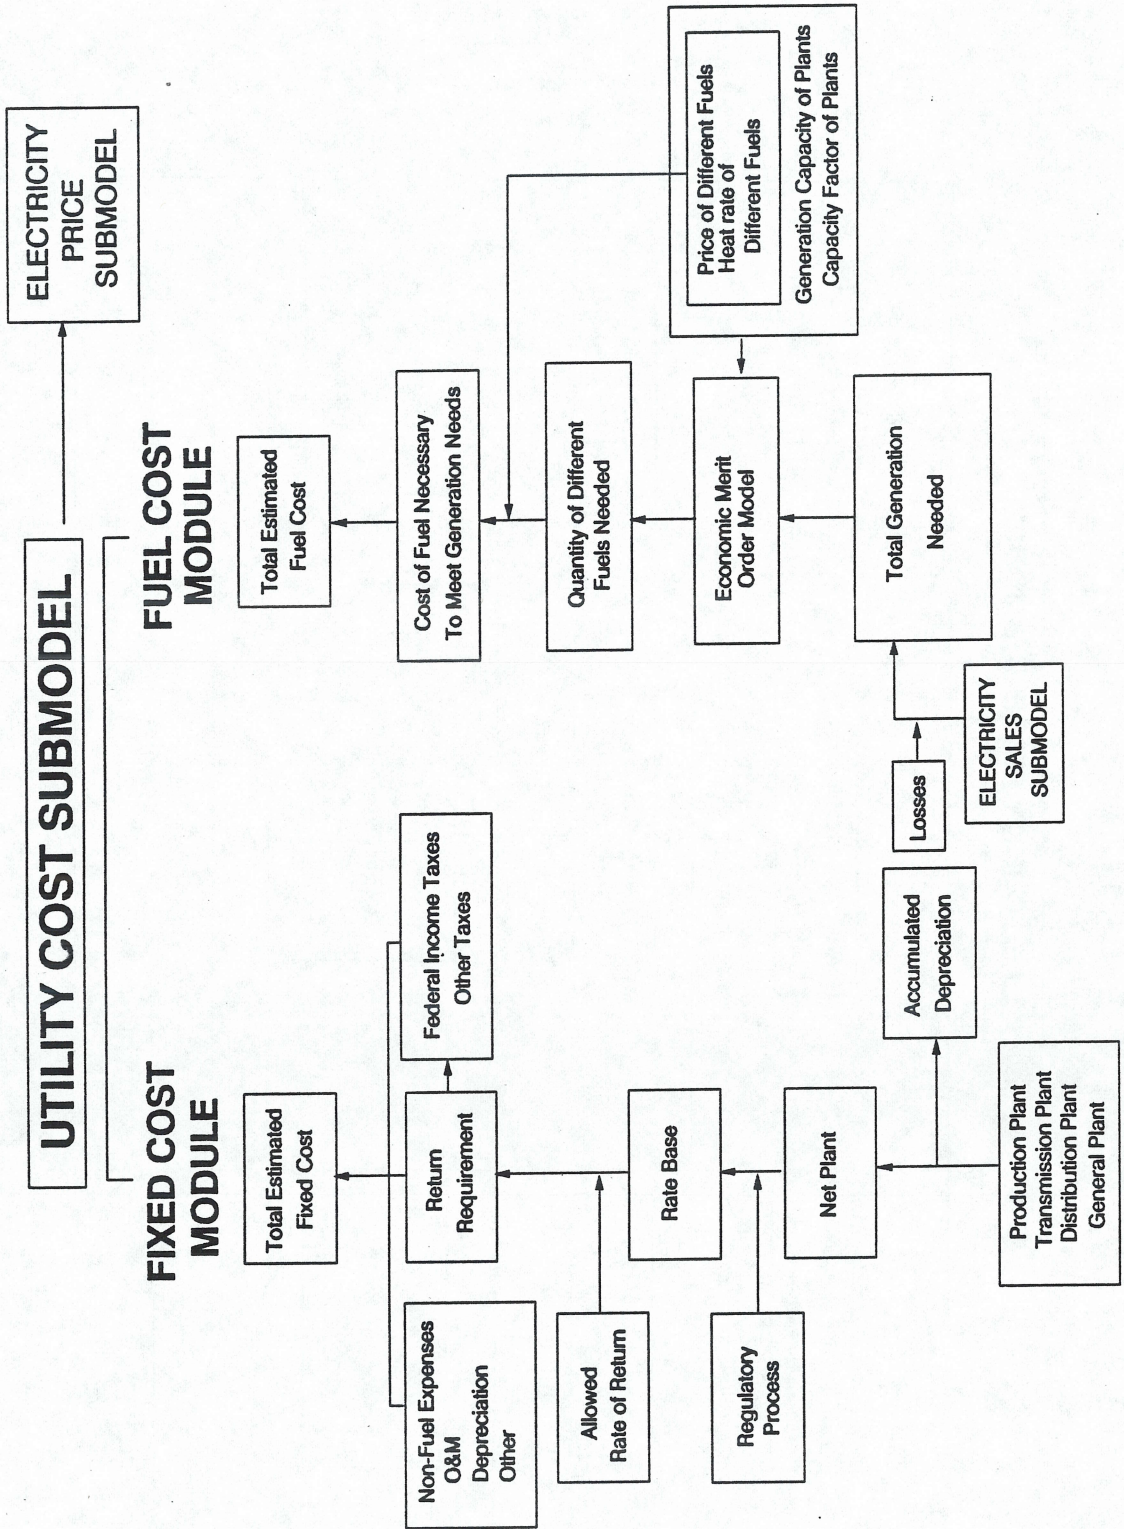 UTILITY COST SUBMODEL
ELECTRICITY
PRICE
SUBMODEL
FIXED COST
MODULE
Total Estimated
Fixed Cost
Non-Fuel Expenses
O&M
Depreciation
Other
Return
Requirement
Federal Income Taxes
Other Taxes
Allowed
Rate of Return
Rate Base
Regulatory
Process
Net Plant
Accumulated
Depreciation
Production Plant
Transmission Plant
Distribution Plant
General Plant
FUEL COST
MODULE
Total Estimated
Fuel Cost
Cost of Fuel Necessary
To Meet Generation Needs
Quantity of Different
Fuels Needed
Economic Merit
Order Model
Price of Different Fuels
Heat rate of
Different Fuels
Generation Capacity of Plants
Capacity Factor of Plants
Total Generation
Needed
Losses
ELECTRICITY
SALES
SUBMODEL